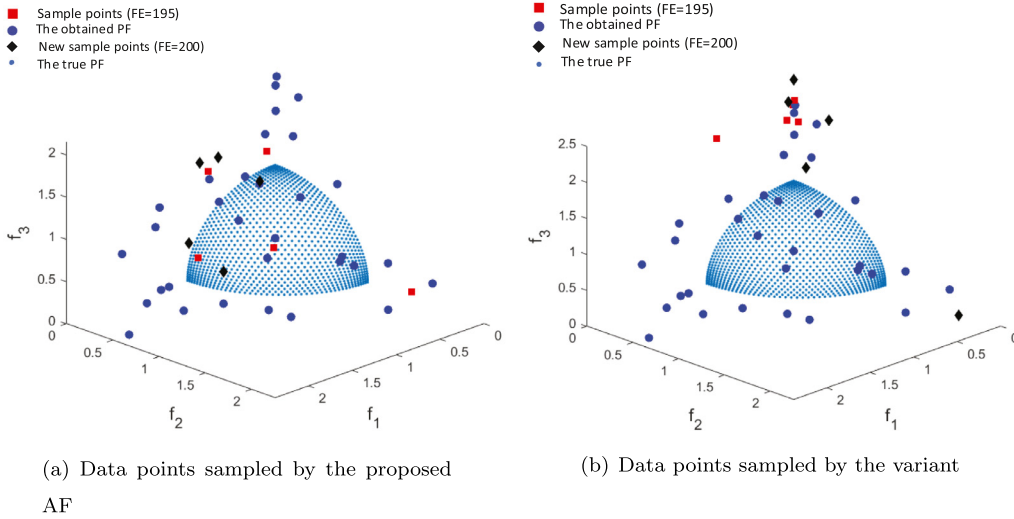 Sample points (FE=195)
The obtained PF
New sample points (FE=200)
The true PF
2
1.5
1
0.5
0
f3
0
0.5
1
1.5
2
f2
2
1.5
1
0.5
0
f1
(a) Data points sampled by the proposed
AF
Sample points (FE=195)
The obtained PF
New sample points (FE=200)
The true PF
2.5
2
1.5
1
0.5
0
f3
0
0.5
1
1.5
2
f2
2
1.5
1
0.5
f1
(b) Data points sampled by the variant